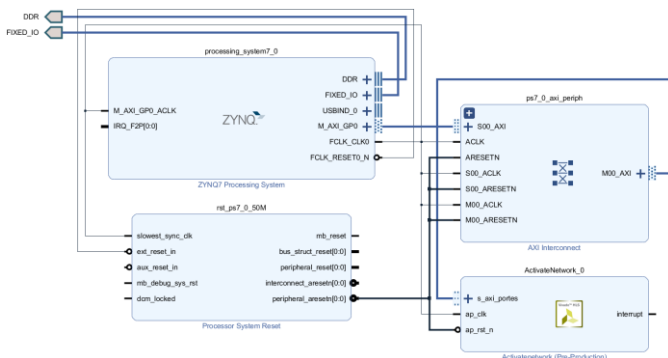 DDR
FIXED_IO
processing_system7_0
M_AXI_GP0_ACLK
IRQ_F2P[0:0]
ZYNQ
DDR
FIXED_IO
USBIND_0
M_AXI_GP0
FCLK_CLK0
FCLK_RESET0_N
ZYNQ7 Processing System
rst_ps7_0_50M
slowest_sync_clk
ext_reset_in
aux_reset_in
mb_debug_sys_rst
dcm_locked
mb_reset
bus_struct_reset[0:0]
peripheral_reset[0:0]
interconnect_aresetn[0:0]
peripheral_aresetn[0:0]
Processor System Reset
ps7_0_axi_periph
S00_AXI
ACLK
ARESETN
S00_ACLK
S00_ARESETN
M00_ACLK
M00_ARESETN
M00_AXI
AXI Interconnect
ActivateNetwork_0
s_axi_portes
ap_clk
ap_rst_n
interrupt
Activatenetwork (Pre-Production)